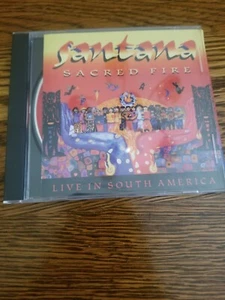 Santana
SACRED FIRE
LIVE IN SOUTH AMERICA